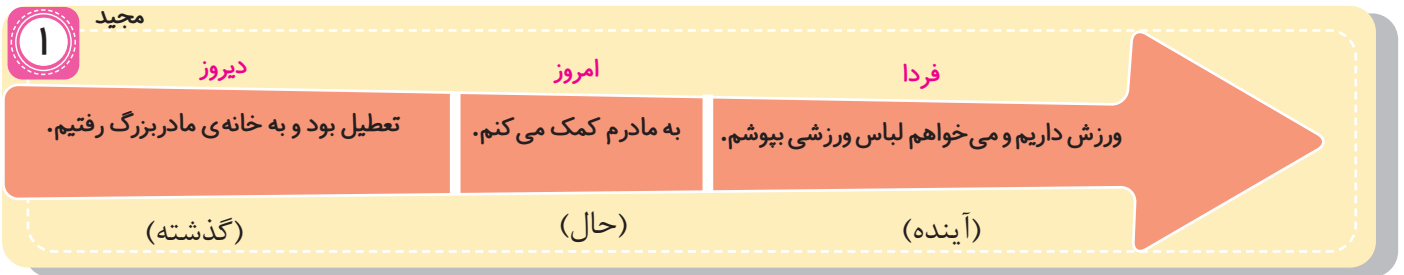 ۱
مجید
دیروز
امروز
فردا
تعطیل بود و به خانه‌ی مادربزرگ رفتیم.
به مادرم کمک می‌کنم.
ورزش داریم و می‌خواهم لباس ورزشی بپوشم.
(گذشته)
(حال)
(آینده)